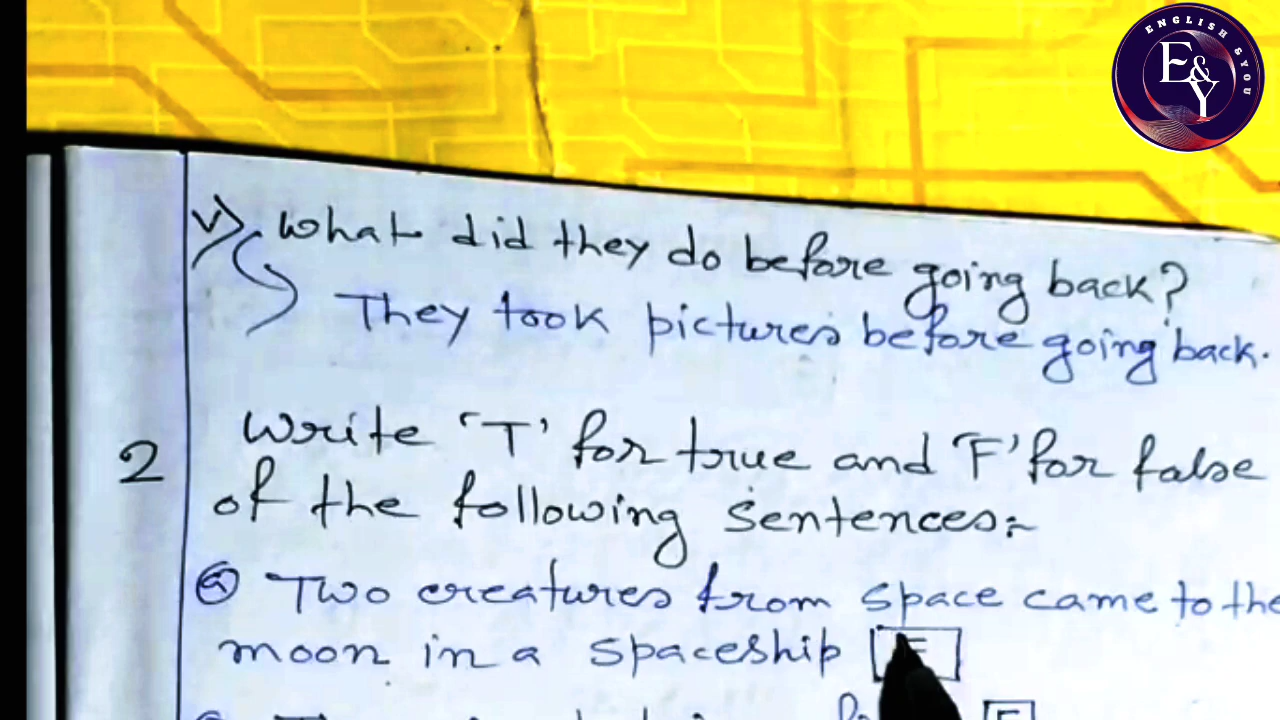 ENGLISH &YOU
E&Y
v) What did they do before going back?
They took pictures before going back.
2 Write 'T' for true and 'F' for false
of the following sentences:-
a) Two creatures from space came to the
moon in a spaceship F
F